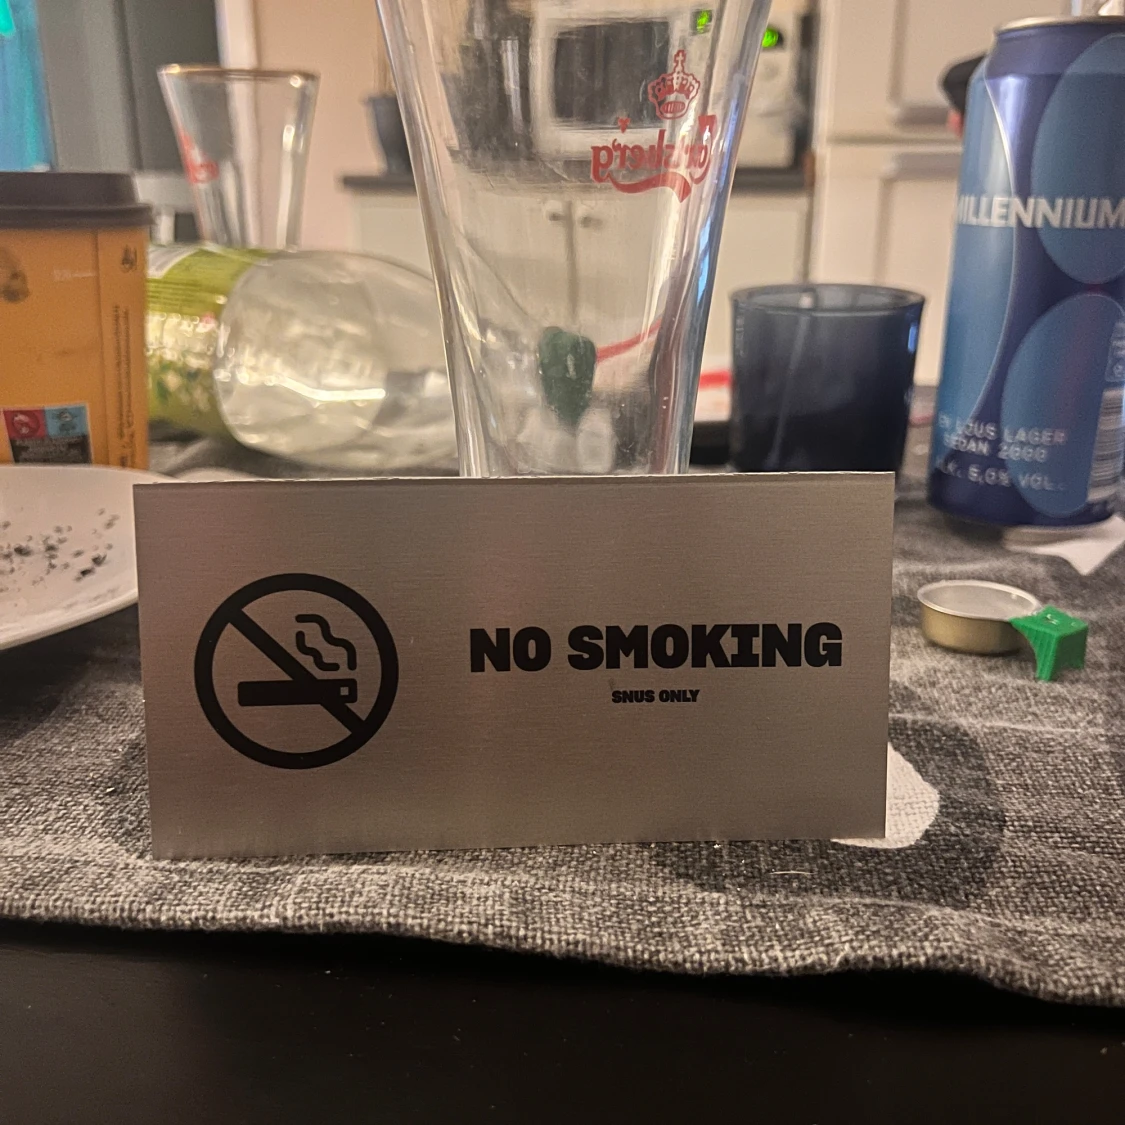 Carlsberg
MILLENNIUM
LAGER
SEDAN 2000
5,0% VOL.
NO SMOKING
SNUS ONLY